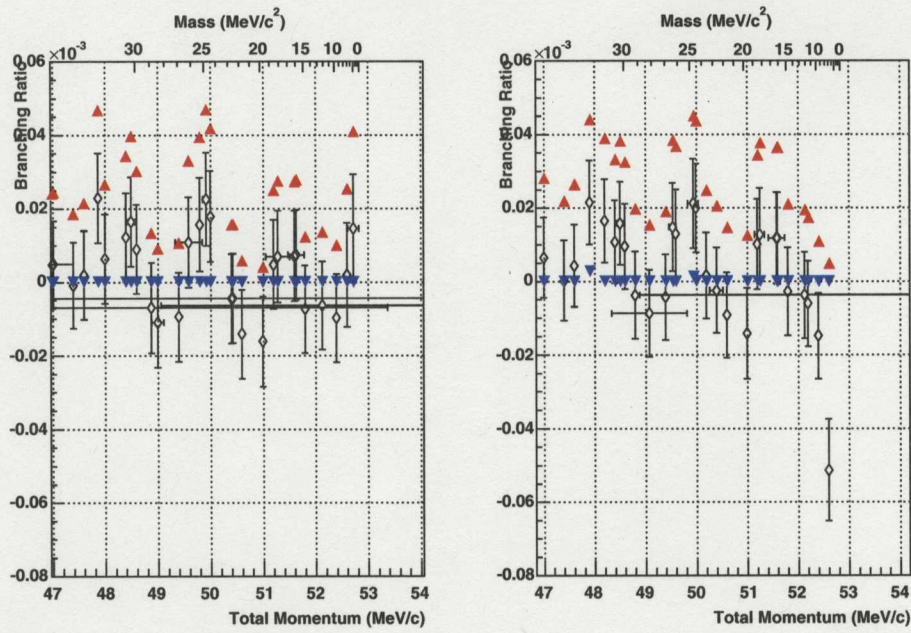 Mass (MeV/c²)
×10⁻³ 30 25 20 15 10 0
Branching Ratio
0.06
0.04
0.02
0
-0.02
-0.04
-0.06
-0.08
47 48 49 50 51 52 53 54
Total Momentum (MeV/c)
Mass (MeV/c²)
×10⁻³ 30 25 20 15 10 0
Branching Ratio
0.06
0.04
0.02
0
-0.02
-0.04
-0.06
-0.08
47 48 49 50 51 52 53 54
Total Momentum (MeV/c)